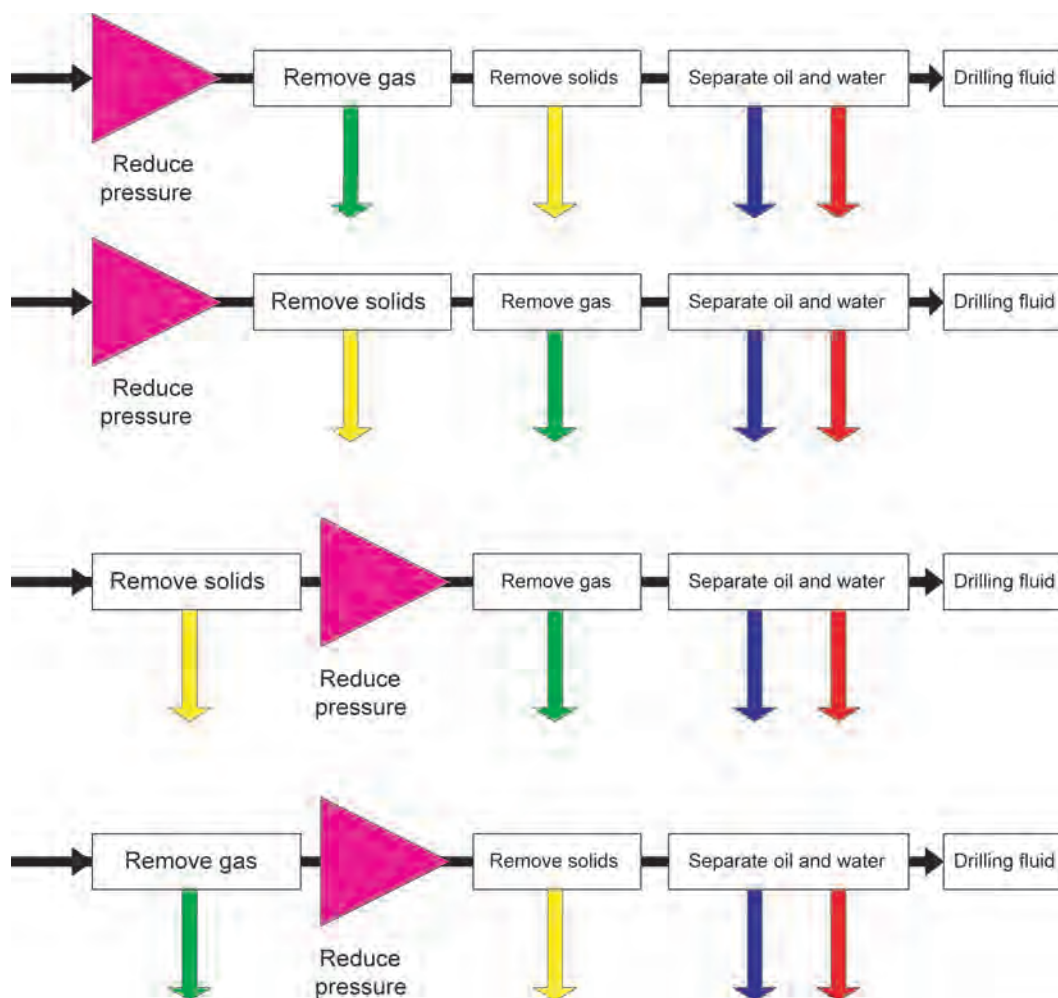 Remove gas
Remove solids
Separate oil and water
Drilling fluid
Reduce
pressure
Remove solids
Remove gas
Separate oil and water
Drilling fluid
Reduce
pressure
Remove solids
Remove gas
Separate oil and water
Drilling fluid
Reduce
pressure
Remove gas
Remove solids
Separate oil and water
Drilling fluid
Reduce
pressure